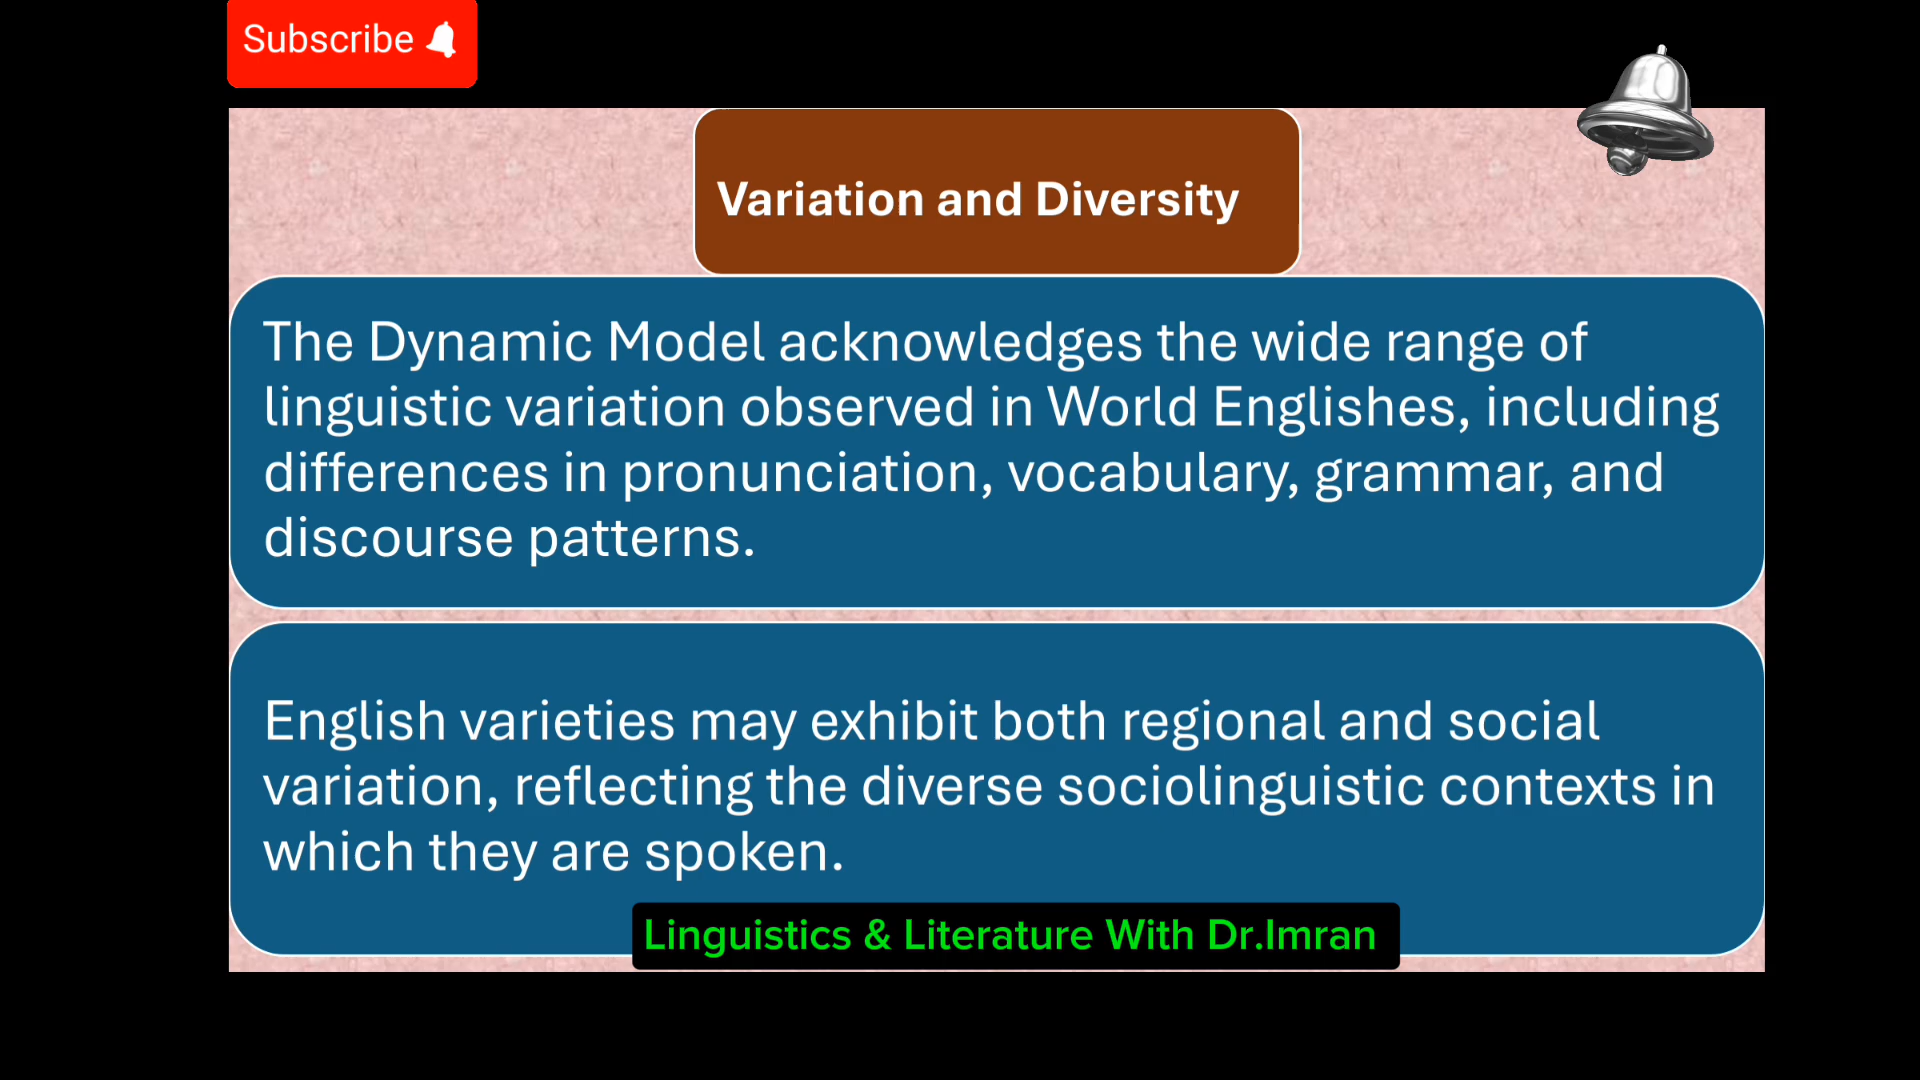 Subscribe
Variation and Diversity
The Dynamic Model acknowledges the wide range of
linguistic variation observed in World Englishes, including
differences in pronunciation, vocabulary, grammar, and
discourse patterns.
English varieties may exhibit both regional and social
variation, reflecting the diverse sociolinguistic contexts in
which they are spoken.
Linguistics & Literature With Dr.Imran